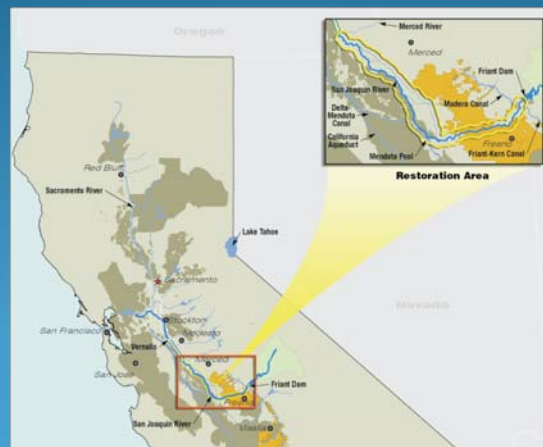 Oregon
Merced River
Merced
Friant Dam
San Joaquin River
Madera Canal
Delta-
Mendota
Canal
California
Aqueduct
Fresno
Mendota Pool
Friant-Kern Canal
Restoration Area
Red Bluff
Sacramento River
Lake Tahoe
Sacramento
Nevada
Stockton
San Francisco
Modesto
Vernalis
Merced
San Jose
Friant Dam
Fresno
San Joaquin River
Visalia